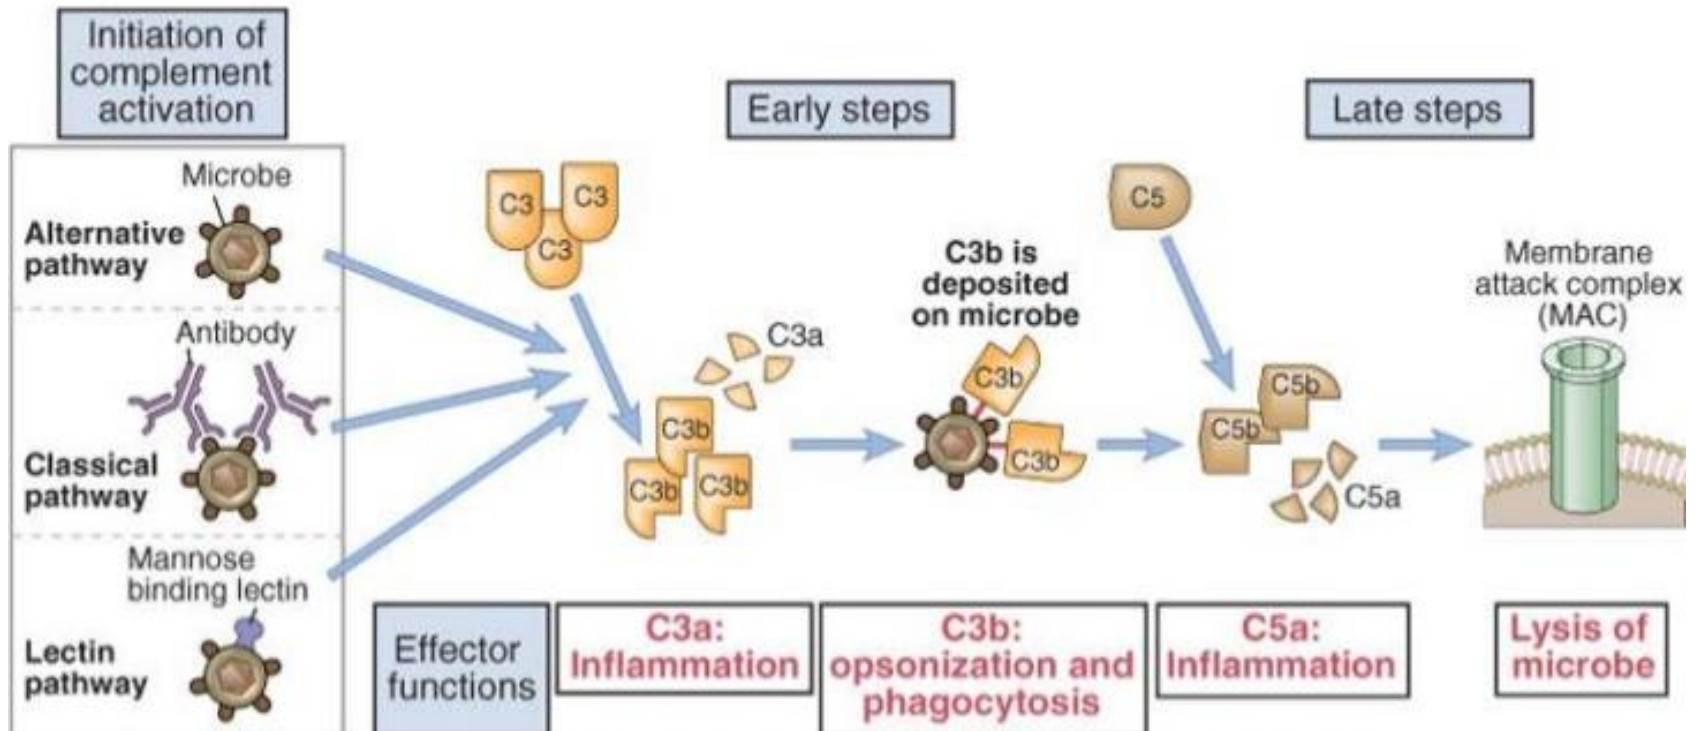 Initiation of
complement
activation
Early steps
Late steps
Microbe
Alternative
pathway
Antibody
Classical
pathway
Mannose
binding lectin
Lectin
pathway
C3
C3
C3
C3a
C3b
C3b
C3b
C3b is
deposited
on microbe
C3b
C3b
C5
C5b
C5b
C5a
Membrane
attack complex
(MAC)
Effector
functions
C3a:
Inflammation
C3b:
opsonization and
phagocytosis
C5a:
Inflammation
Lysis of
microbe